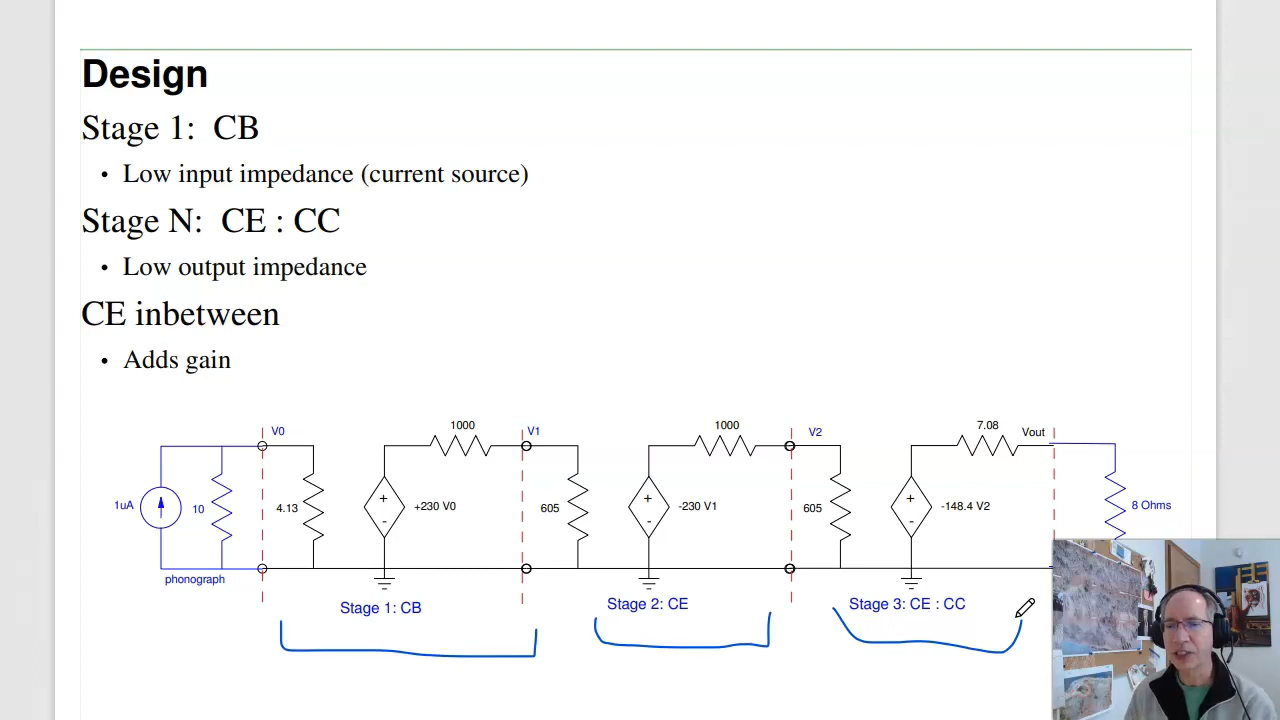 Design
Stage 1: CB
• Low input impedance (current source)
Stage N: CE : CC
• Low output impedance
CE inbetween
• Adds gain
V0 1000 V1 1000 V2 7.08 Vout
1uA 10 4.13 + - +230 V0 605 + - -230 V1 605 + - -148.4 V2 8 Ohms
phonograph
Stage 1: CB Stage 2: CE Stage 3: CE : CC